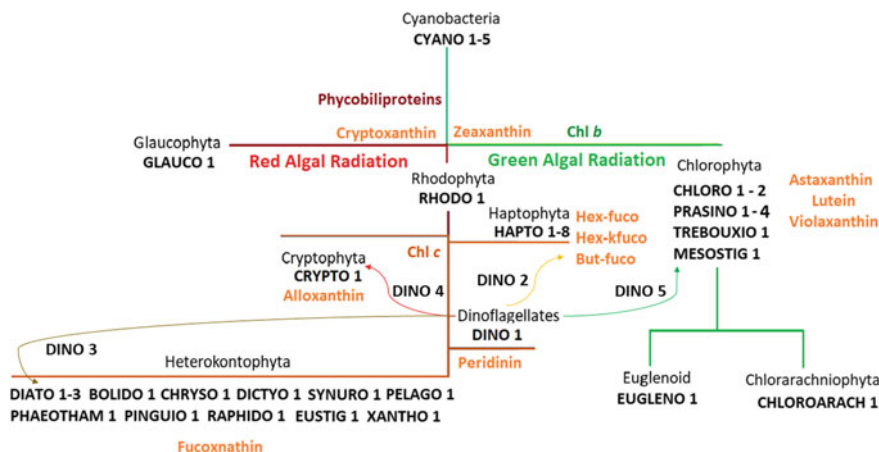 Cyanobacteria
CYANO 1-5
Phycobiliproteins
Cryptoxanthin
Zeaxanthin
Chl b
Glaucophyta
GLAUCO 1
Red Algal Radiation
Green Algal Radiation
Rhodophyta
RHODO 1
Chlorophyta
CHLORO 1 - 2
PRASINO 1 - 4
TREBOUXIO 1
MESOSTIG 1
Astaxanthin
Lutein
Violaxanthin
Haptophyta
HAPTO 1-8
Hex-fuco
Hex-kfuco
But-fuco
Chl c
Cryptophyta
CRYPTO 1
Alloxanthin
DINO 4
DINO 2
DINO 5
Dinoflagellates
DINO 1
DINO 3
Peridinin
Heterokontophyta
DIATO 1-3 BOLIDO 1 CHRYSO 1 DICTYO 1 SYNURO 1 PELAGO 1
PHAEOTHAM 1 PINGUIO 1 RAPHIDO 1 EUSTIG 1 XANTHO 1
Fucoxnathin
Euglenoid
EUGLENO 1
Chlorarachniophyta
CHLOROARACH 1